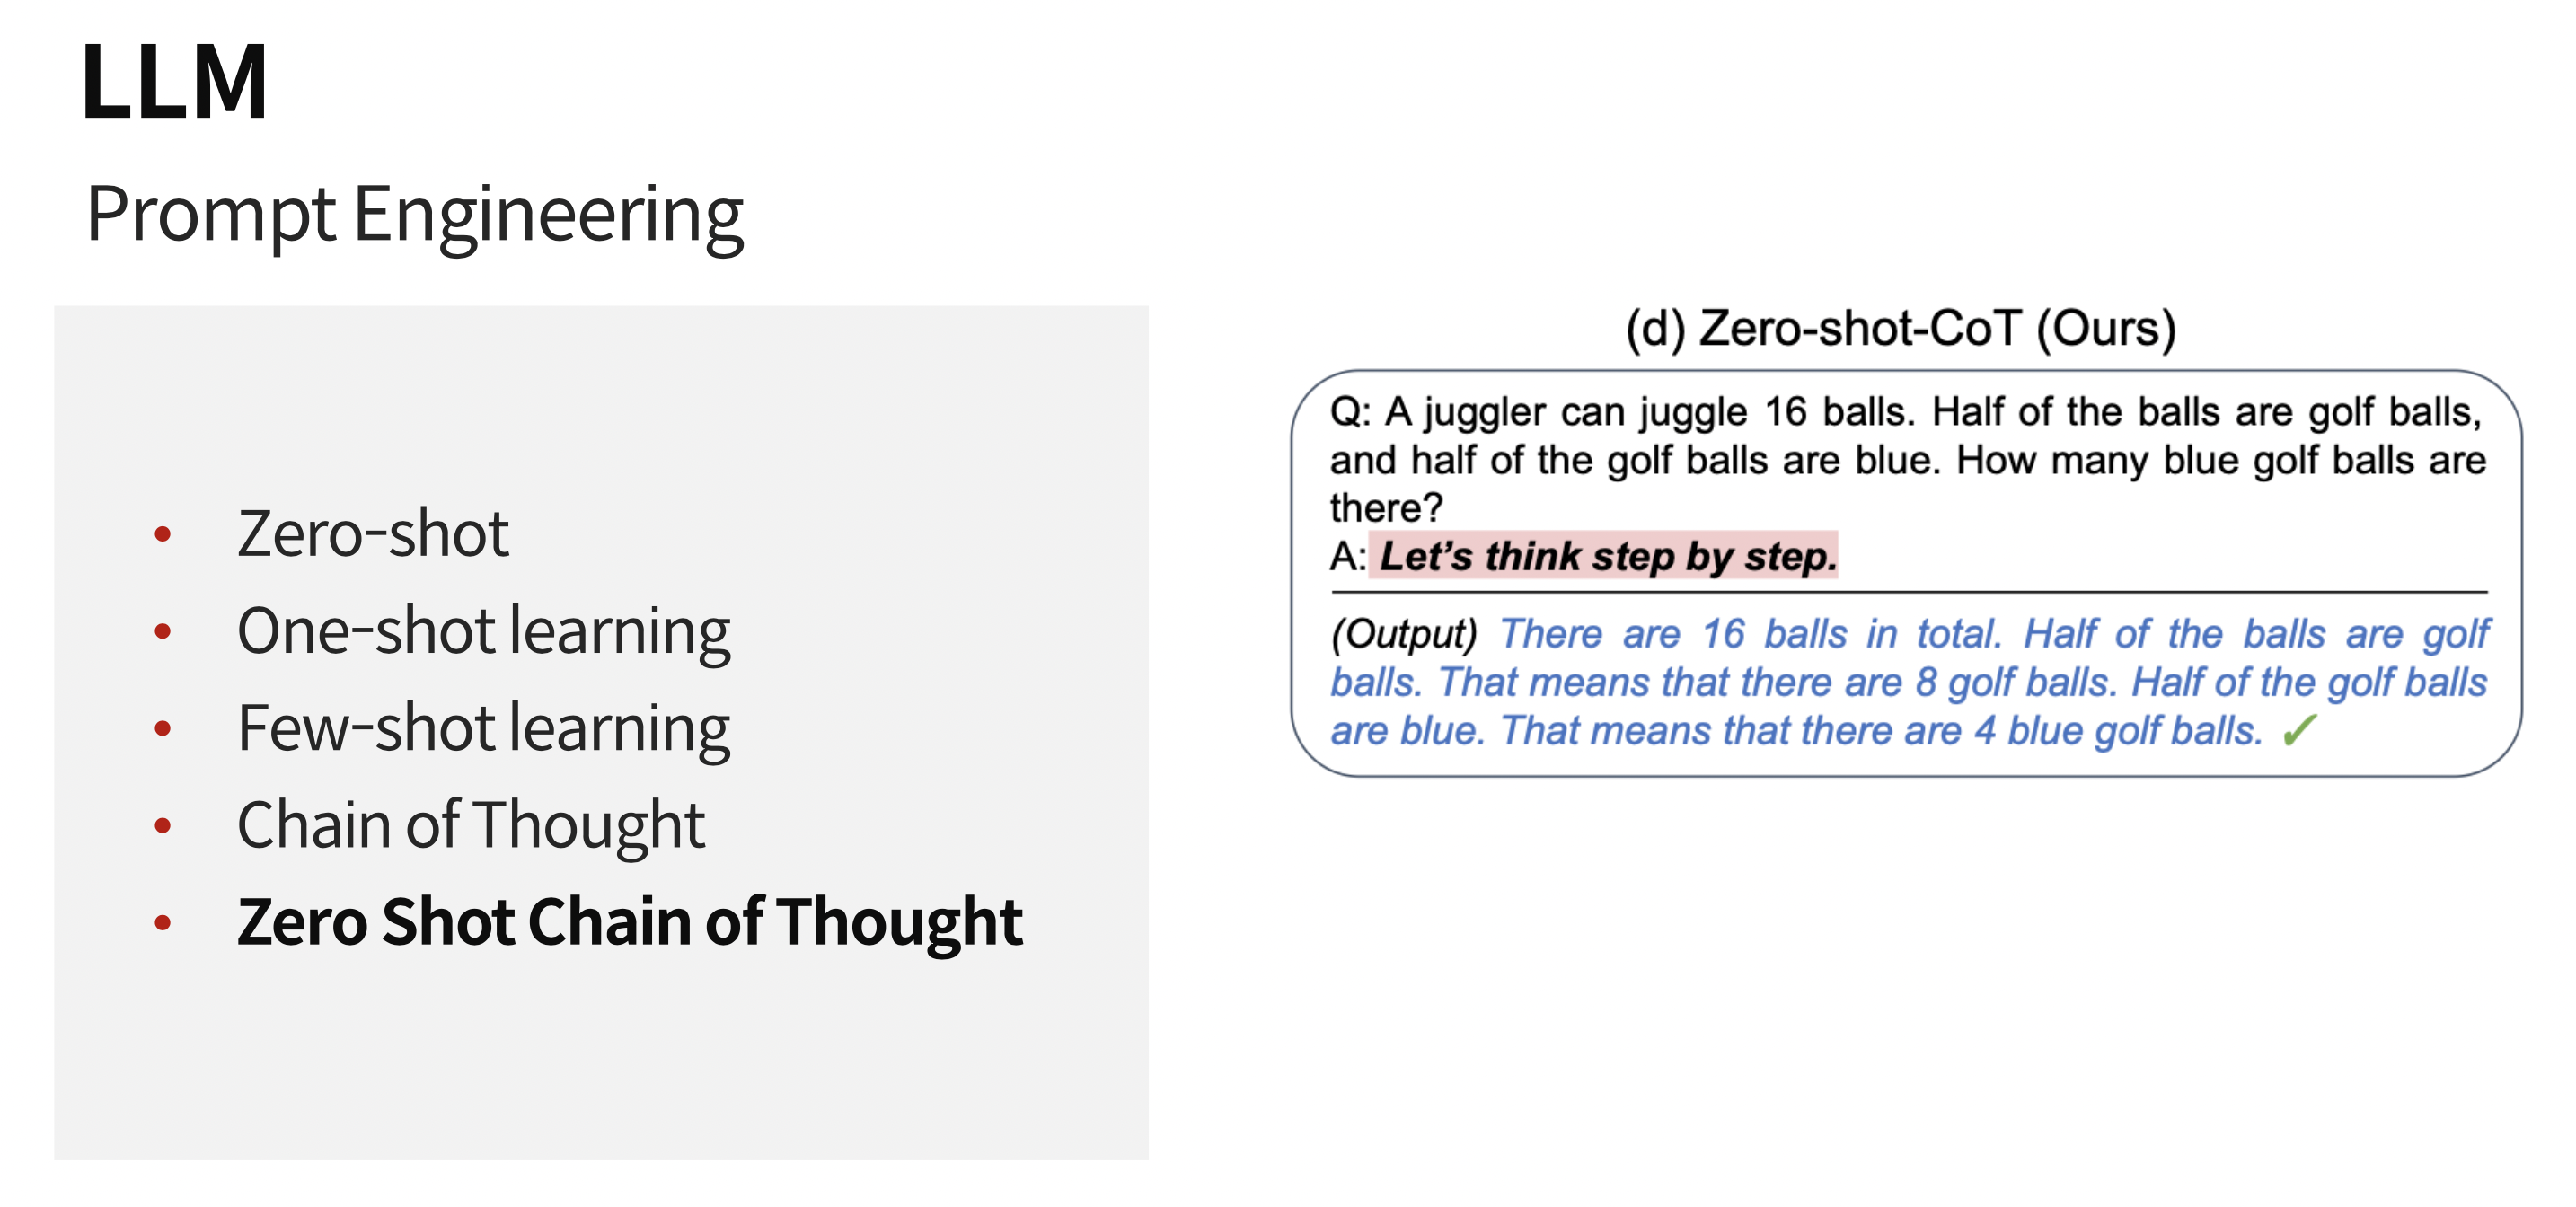 LLM
Prompt Engineering
• Zero-shot
• One-shot learning
• Few-shot learning
• Chain of Thought
• Zero Shot Chain of Thought
(d) Zero-shot-CoT (Ours)
Q: A juggler can juggle 16 balls. Half of the balls are golf balls,
and half of the golf balls are blue. How many blue golf balls are
there?
A: Let’s think step by step.
(Output) There are 16 balls in total. Half of the balls are golf
balls. That means that there are 8 golf balls. Half of the golf balls
are blue. That means that there are 4 blue golf balls. ✓